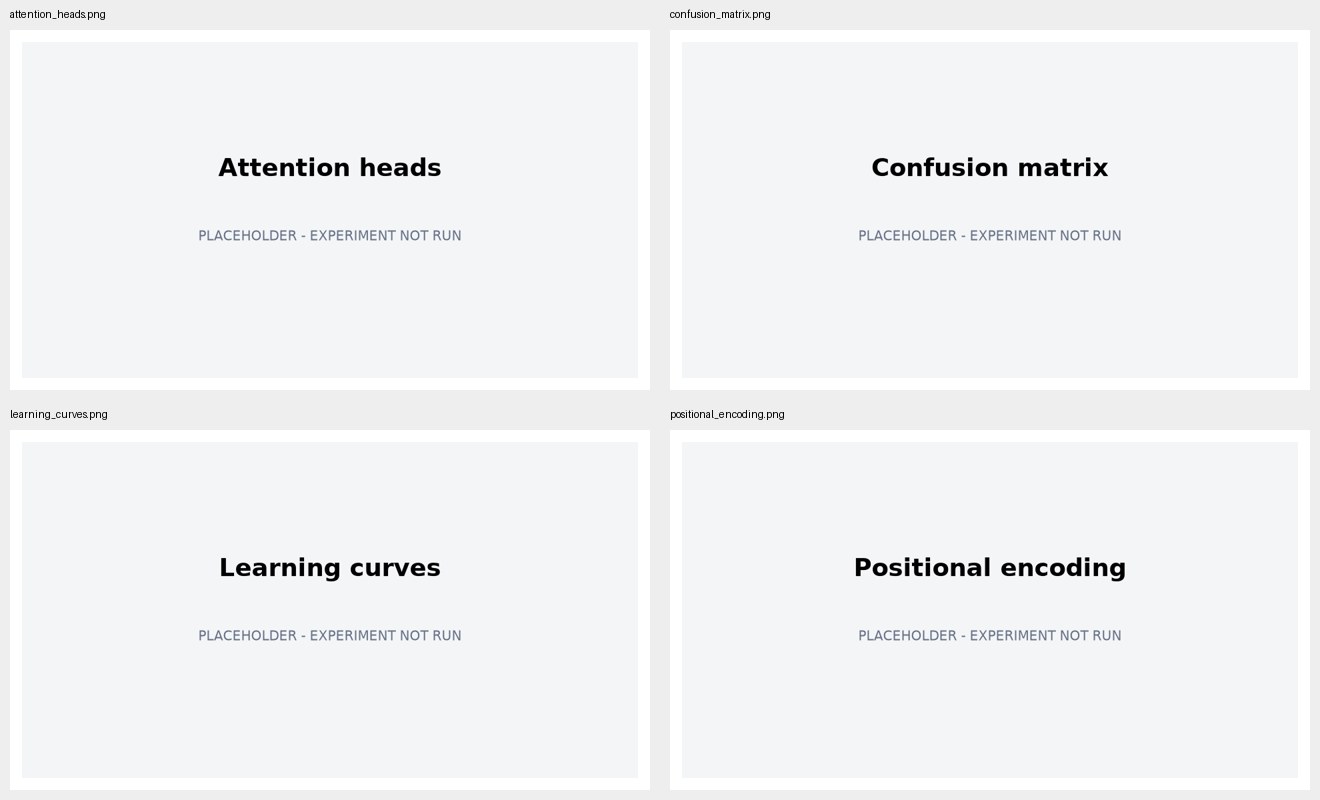 attention_heads.png
confusion_matrix.png
Attention heads
PLACEHOLDER - EXPERIMENT NOT RUN
Confusion matrix
PLACEHOLDER - EXPERIMENT NOT RUN
learning_curves.png
positional_encoding.png
Learning curves
PLACEHOLDER - EXPERIMENT NOT RUN
Positional encoding
PLACEHOLDER - EXPERIMENT NOT RUN